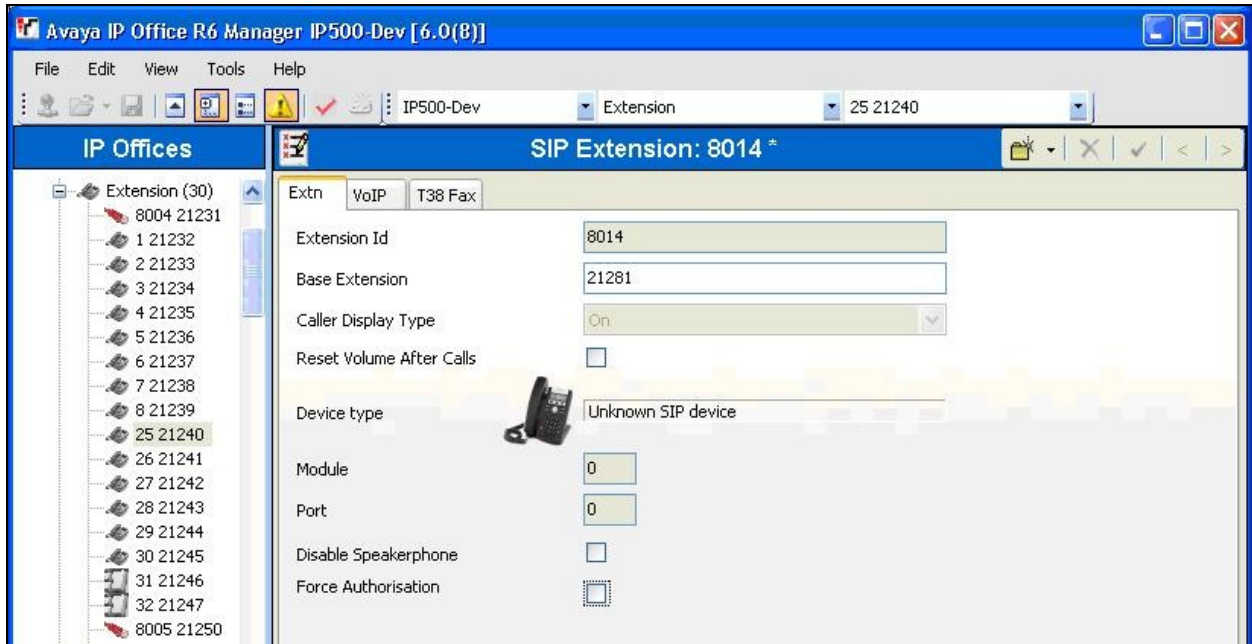 Avaya IP Office R6 Manager IP500-Dev [6.0(8)]
File Edit View Tools Help
IP500-Dev Extension 25 21240
IP Offices
SIP Extension: 8014 *
Extension (30)
8004 21231
1 21232
2 21233
3 21234
4 21235
5 21236
6 21237
7 21238
8 21239
25 21240
26 21241
27 21242
28 21243
29 21244
30 21245
31 21246
32 21247
8005 21250
Extn VoIP T38 Fax
Extension Id 8014
Base Extension 21281
Caller Display Type On
Reset Volume After Calls
Device type Unknown SIP device
Module 0
Port 0
Disable Speakerphone
Force Authorisation